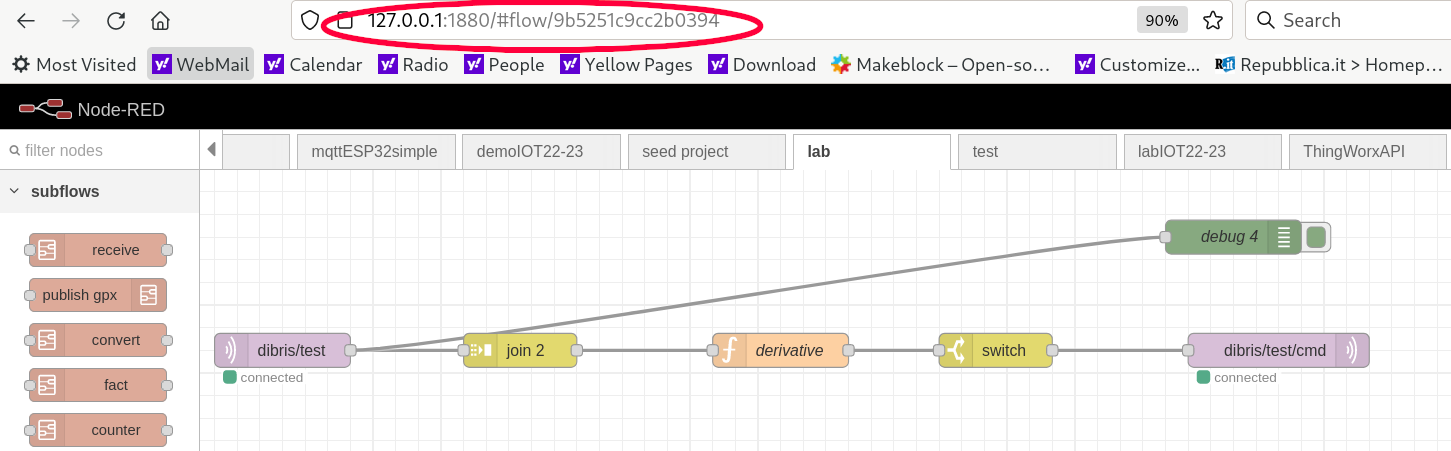 127.0.0.1:1880/#flow/9b5251c9cc2b0394 90% Search
Most Visited WebMail Calendar Radio People Yellow Pages Download Makeblock – Open-so… Customize… Repubblica.it > Homep…
Node-RED
filter nodes mqttESP32simple demoIOT22-23 seed project lab test labIOT22-23 ThingWorxAPI
subflows
debug 4
receive
publish gpx
convert
dibris/test join 2 derivative switch dibris/test/cmd
connected connected
fact
counter